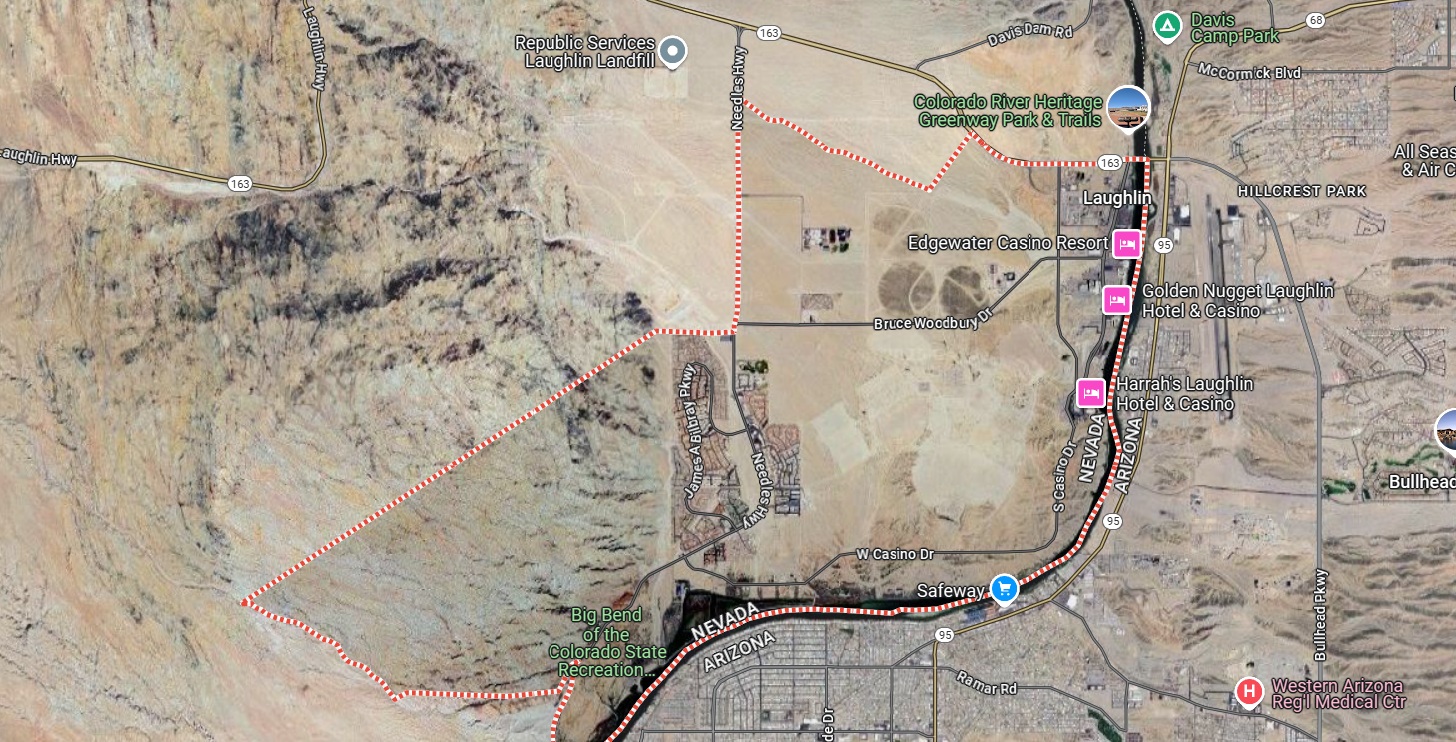 Laughlin Hwy
163
Davis Dam Rd
Davis
Camp Park
68
Republic Services
Laughlin Landfill
Needles Hwy
McCormick Blvd
Colorado River Heritage
Greenway Park & Trails
aughlin Hwy
163
163
All Seas
& Air C
Laughlin
HILLCREST PARK
Edgewater Casino Resort
95
Golden Nugget Laughlin
Hotel & Casino
Bruce Woodbury Dr
James A Bilbray Pkwy
Harrah's Laughlin
Hotel & Casino
NEVADA
ARIZONA
S Casino Dr
Needles Hwy
Bullhead
95
W Casino Dr
Safeway
Big Bend
of the
Colorado State
Recreation...
NEVADA
ARIZONA
95
Bullhead Pkwy
Ramar Rd
Western Arizona
Reg'l Medical Ctr
de Dr